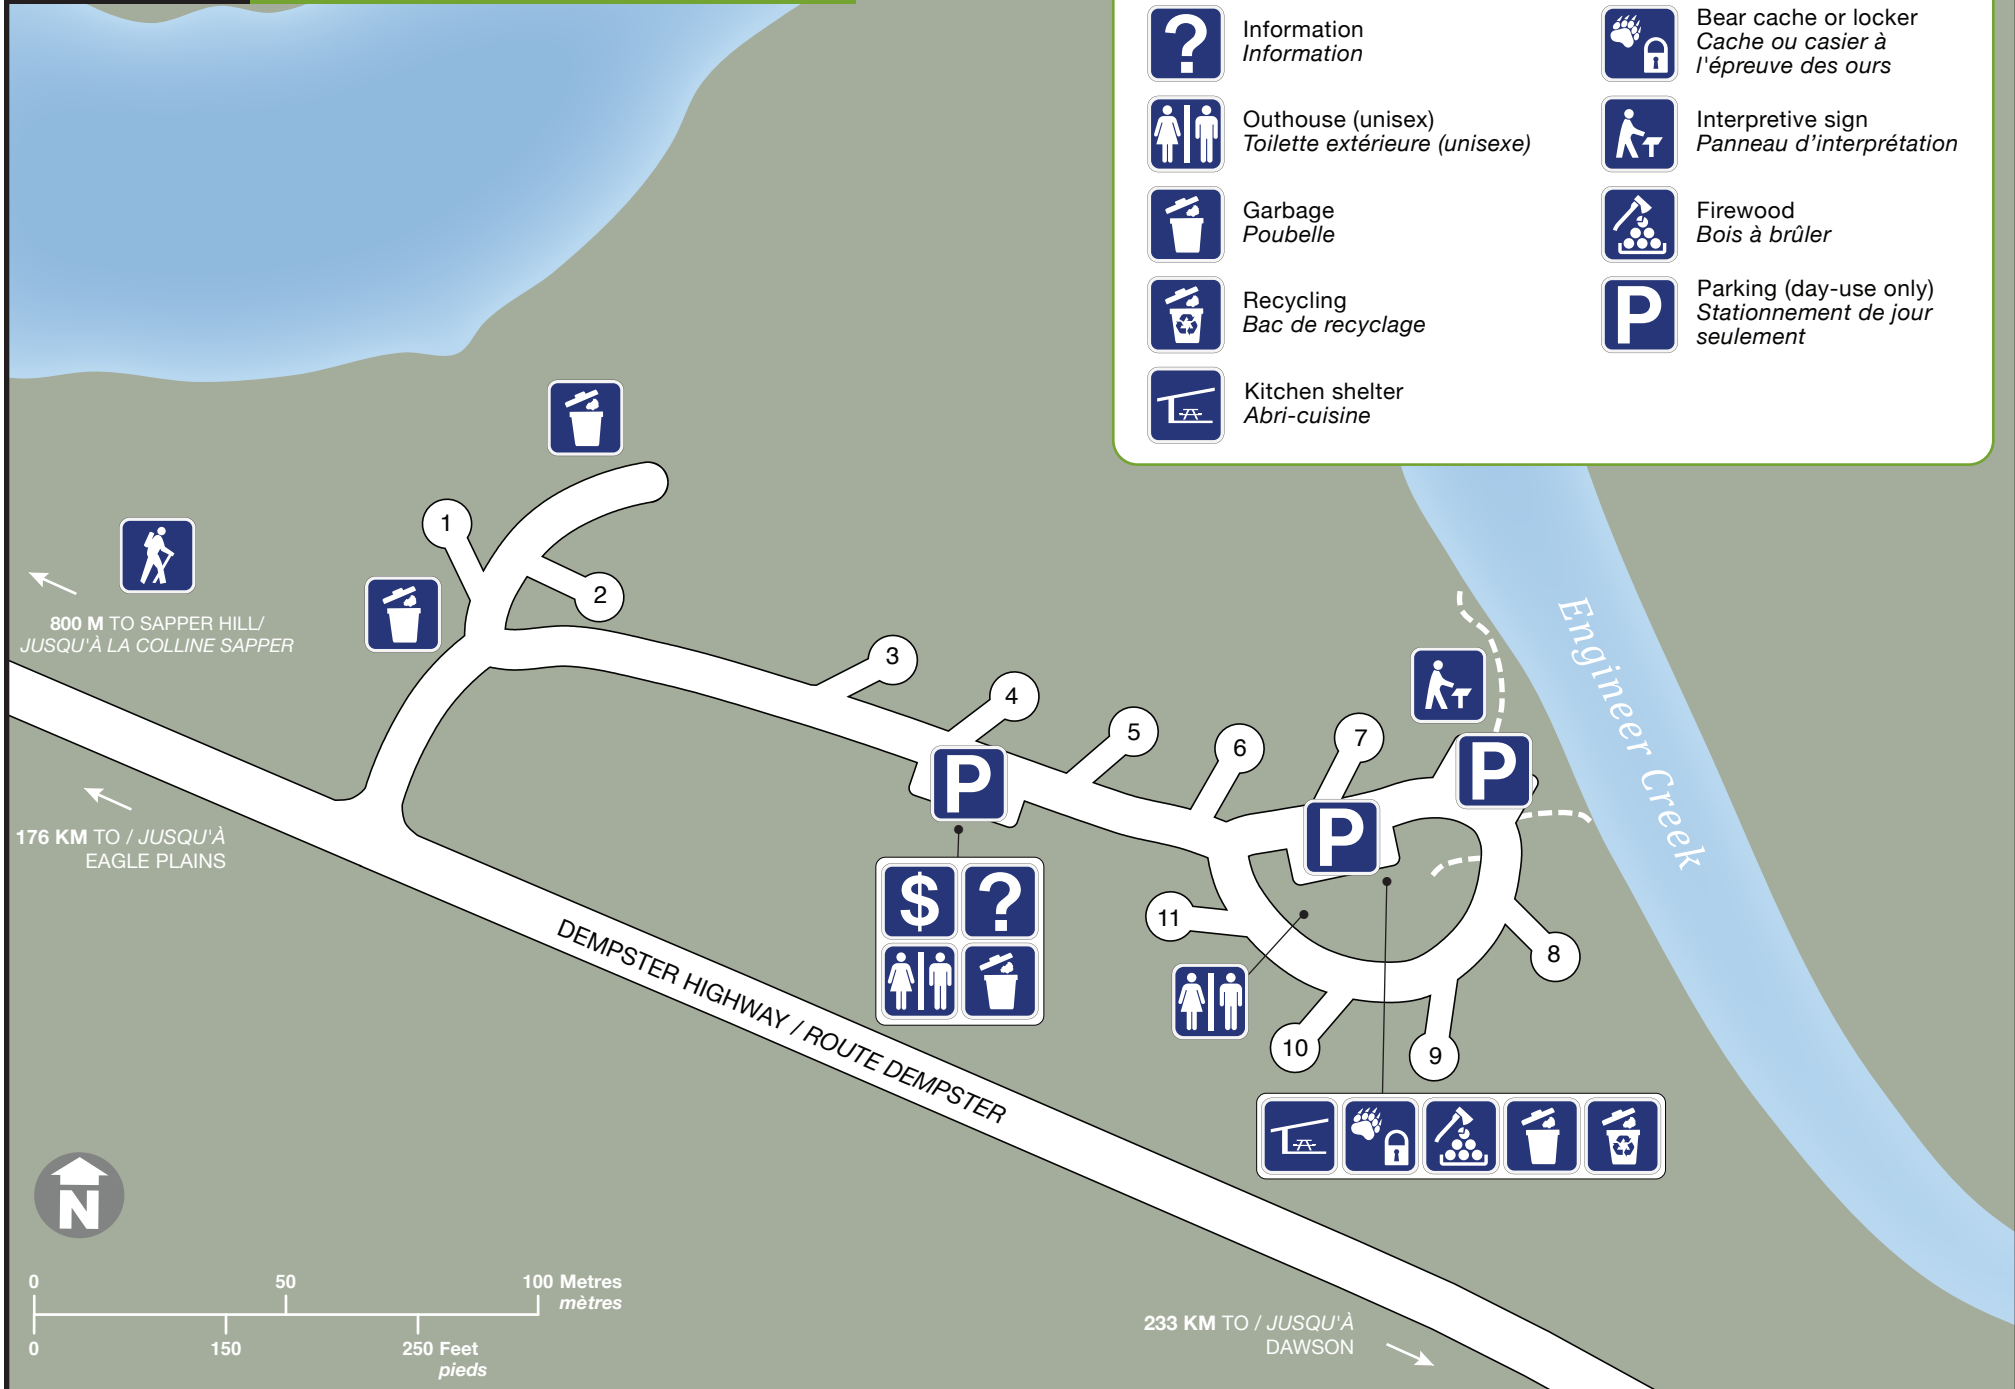 ?
Information
Information
Outhouse (unisex)
Toilette extérieure (unisexe)
Garbage
Poubelle
Recycling
Bac de recyclage
Kitchen shelter
Abri-cuisine
Bear cache or locker
Cache ou casier à
l'épreuve des ours
Interpretive sign
Panneau d’interprétation
Firewood
Bois à brûler
P
Parking (day-use only)
Stationnement de jour
seulement
1
2
800 M TO SAPPER HILL/
JUSQU'À LA COLLINE SAPPER
3
4
5
6
7
P
P
P
Engineer Creek
176 KM TO / JUSQU'À
EAGLE PLAINS
$ ?
11
8
10
9
DEMPSTER HIGHWAY / ROUTE DEMPSTER
N
0 50 100 Metres
mètres
0 150 250 Feet
pieds
233 KM TO / JUSQU'À
DAWSON